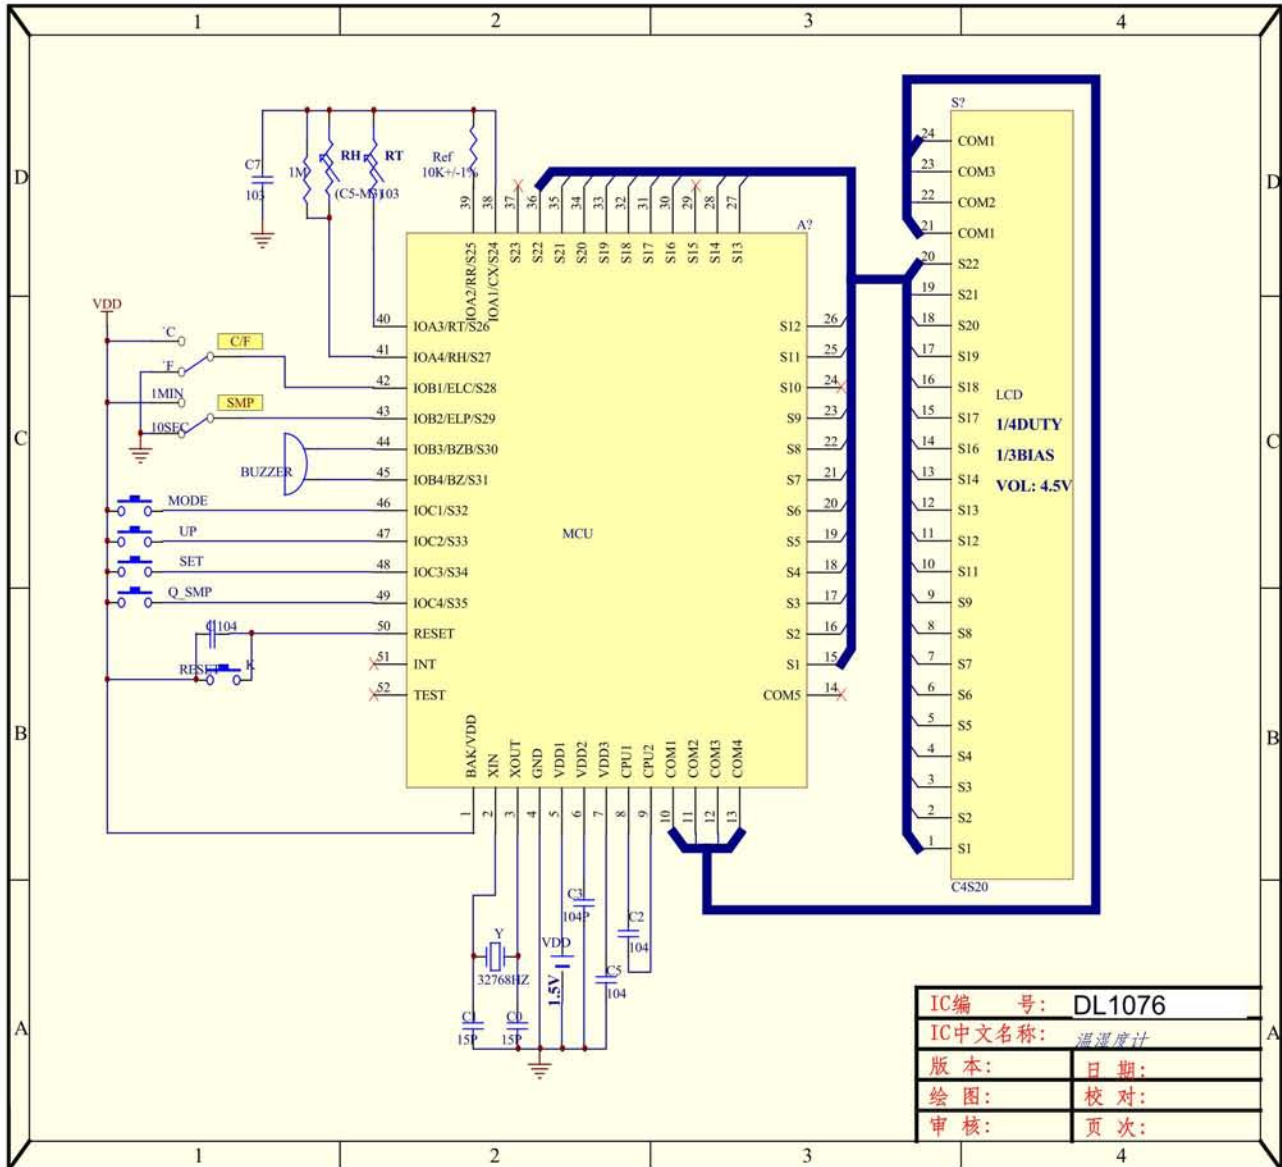 1 2 3 4
D
C
B
A
D
C
B
A
1 2 3 4
C7
103
1M
RH
(C5-M3)
RT
103
Ref
10K+/-1%
39 38 37 36 35 34 33 32 31 30 29 28 27
A?
IOA2/RR/S25
IOA1/CX/S24
S23
S22
S21
S20
S19
S18
S17
S16
S15
S14
S13
VDD
°C
°F
C/F
1MIN
10SEC
SMP
BUZZER
MODE
UP
SET
Q_SMP
C104
RESET K
40 IOA3/RT/S26
41 IOA4/RH/S27
42 IOB1/ELC/S28
43 IOB2/ELP/S29
44 IOB3/BZB/S30
45 IOB4/BZ/S31
46 IOC1/S32
47 IOC2/S33
48 IOC3/S34
49 IOC4/S35
50 RESET
51 INT
52 TEST
MCU
S12 26
S11 25
S10 24
S9 23
S8 22
S7 21
S6 20
S5 19
S4 18
S3 17
S2 16
S1 15
COM5 14
BAK/VDD
XIN
XOUT
GND
VDD1
VDD2
VDD3
CPU1
CPU2
COM1
COM2
COM3
COM4
1 2 3 4 5 6 7 8 9 10 11 12 13
Y
32768HZ
C1
15P
C0
15P
VDD
1.5V
C3
104P
C5
104
C2
104
S?
24 COM1
23 COM3
22 COM2
21 COM1
20 S22
19 S21
18 S20
17 S19
16 S18
15 S17
14 S16
13 S14
12 S13
11 S12
10 S11
9 S9
8 S8
7 S7
6 S6
5 S5
4 S4
3 S3
2 S2
1 S1
LCD
1/4DUTY
1/3BIAS
VOL: 4.5V
C4S20
IC编 号: DL1076
IC中文名称: 温湿度计
版 本: 日 期:
绘 图: 校 对:
审 核: 页 次: